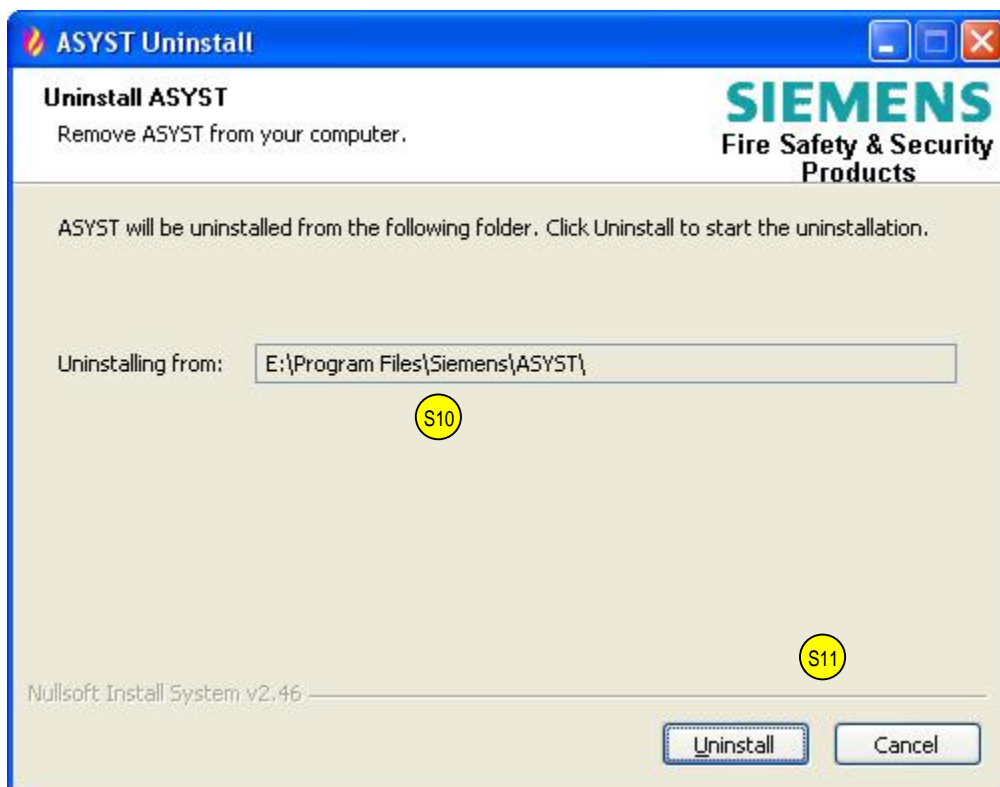 ASYST Uninstall
Uninstall ASYST
Remove ASYST from your computer.
SIEMENS
Fire Safety & Security
Products
ASYST will be uninstalled from the following folder. Click Uninstall to start the uninstallation.
Uninstalling from: E:\Program Files\Siemens\ASYST\
S10
S11
Nullsoft Install System v2.46
Uninstall Cancel